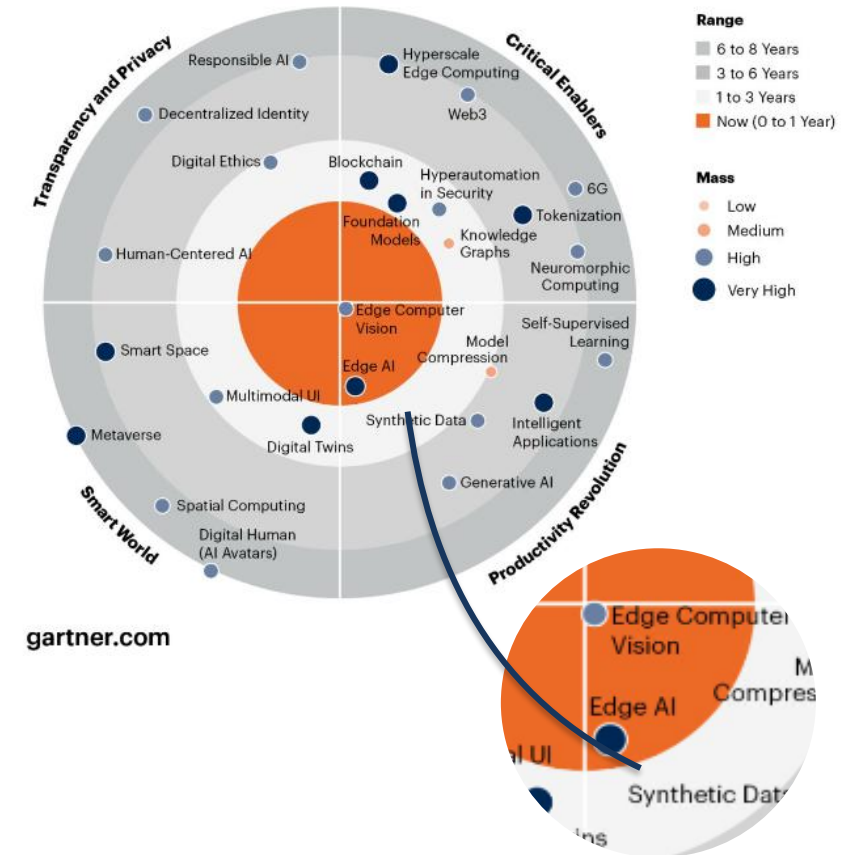 Transparency and Privacy
Critical Enablers
Smart World
Productivity Revolution
Responsible AI
Decentralized Identity
Digital Ethics
Human-Centered AI
Hyperscale
Edge Computing
Web3
Blockchain
Hyperautomation
in Security
6G
Foundation
Models
Tokenization
Knowledge
Graphs
Neuromorphic
Computing
Edge Computer
Vision
Self-Supervised
Learning
Model
Compression
Smart Space
Edge AI
Multimodal UI
Synthetic Data
Intelligent
Applications
Metaverse
Digital Twins
Generative AI
Spatial Computing
Digital Human
(AI Avatars)
Range
6 to 8 Years
3 to 6 Years
1 to 3 Years
Now (0 to 1 Year)
Mass
Low
Medium
High
Very High
gartner.com
Edge Computer
Vision
M
Compres
Edge AI
al UI
Synthetic Data
ins